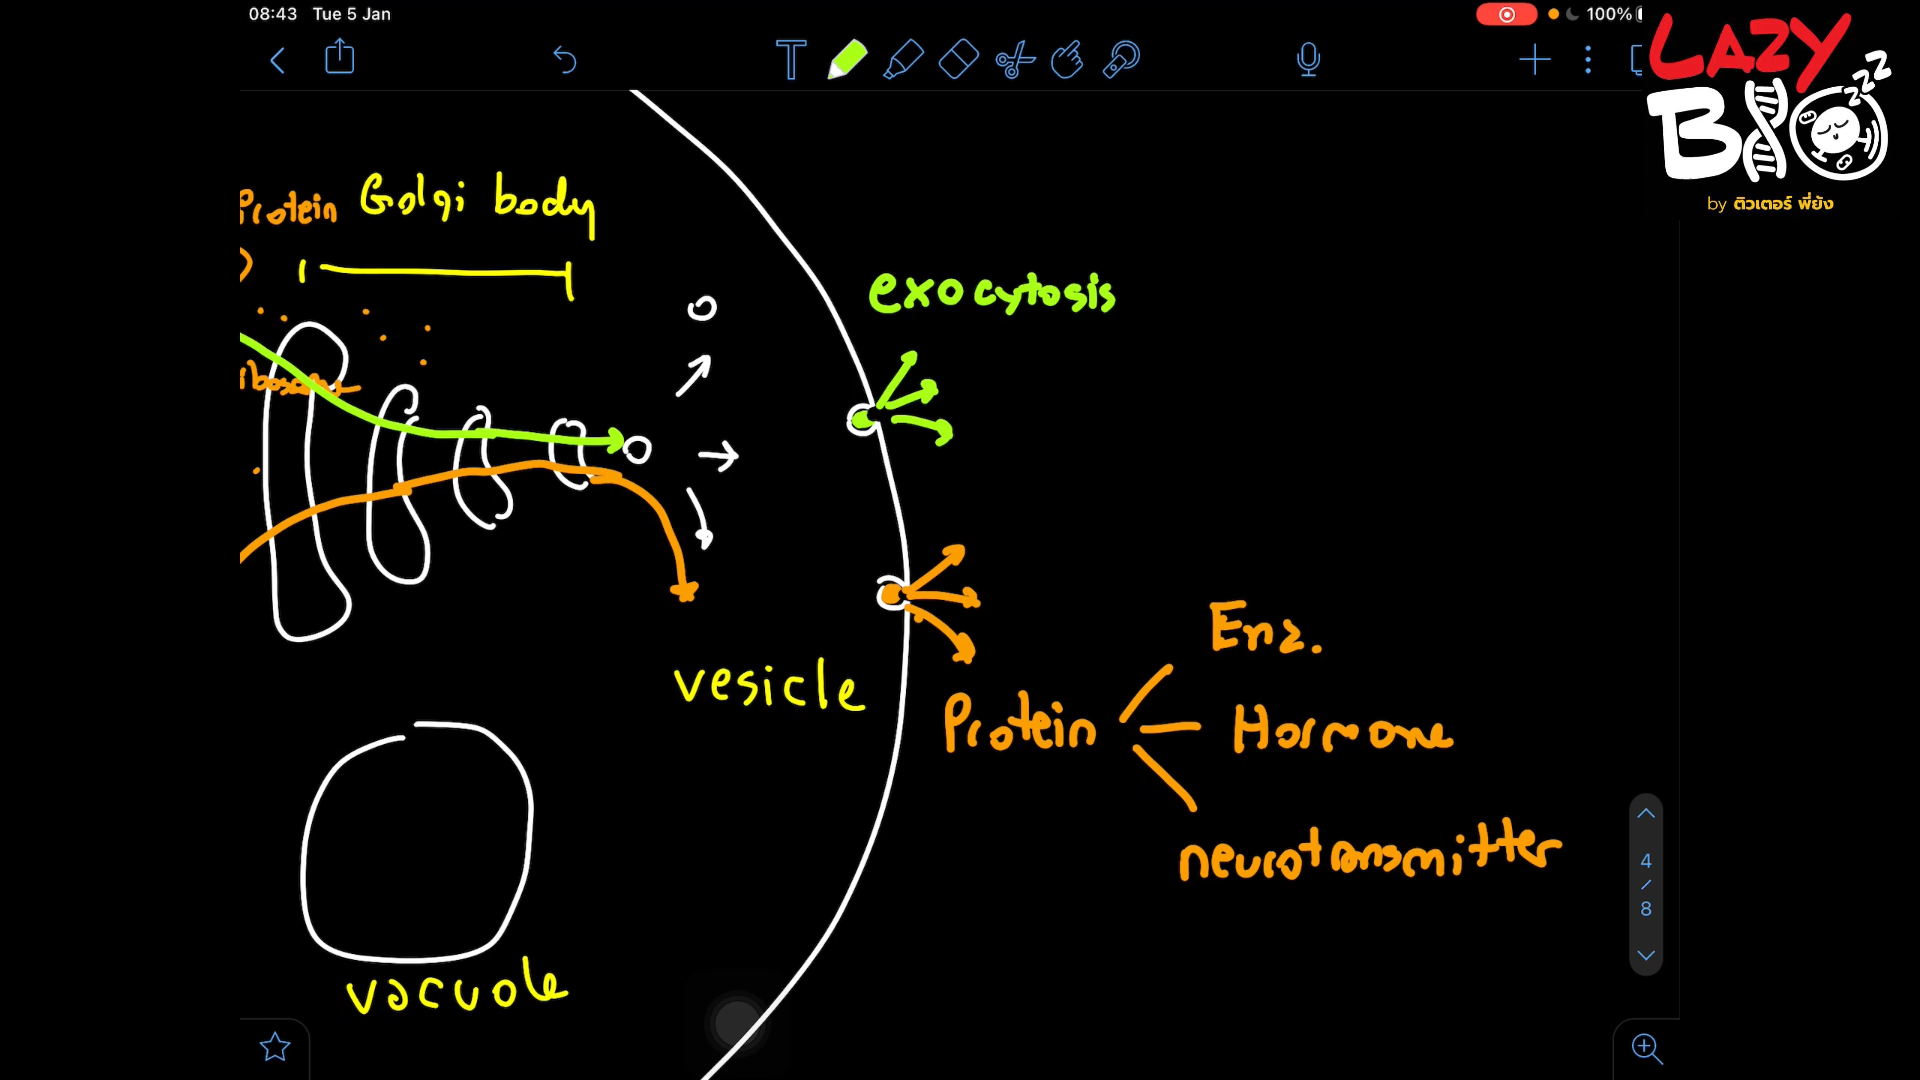 08:43 Tue 5 Jan
100%
LAZY
BIO
zzz
by ติวเตอร์ พี่ยัง
Protein Golgi body
exocytosis
Enz.
vesicle
Protein
Hormone
neurotransmitter
4
/
8
vacuole